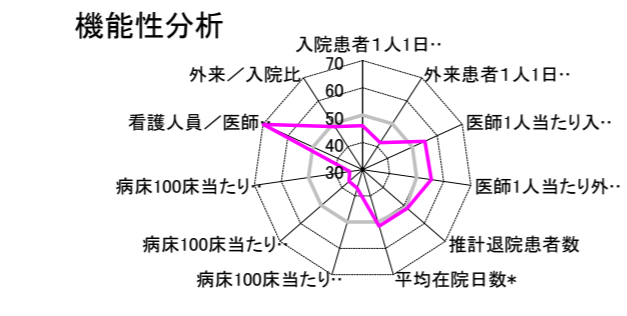 機能性分析
入院患者１人1日‥
外来患者１人1日‥
医師１人当たり入‥
医師１人当たり外‥
推計退院患者数
平均在院日数*
病床100床当たり‥
病床100床当たり‥
病床100床当たり‥
看護人員／医師‥
外来／入院比
70
60
50
40
30